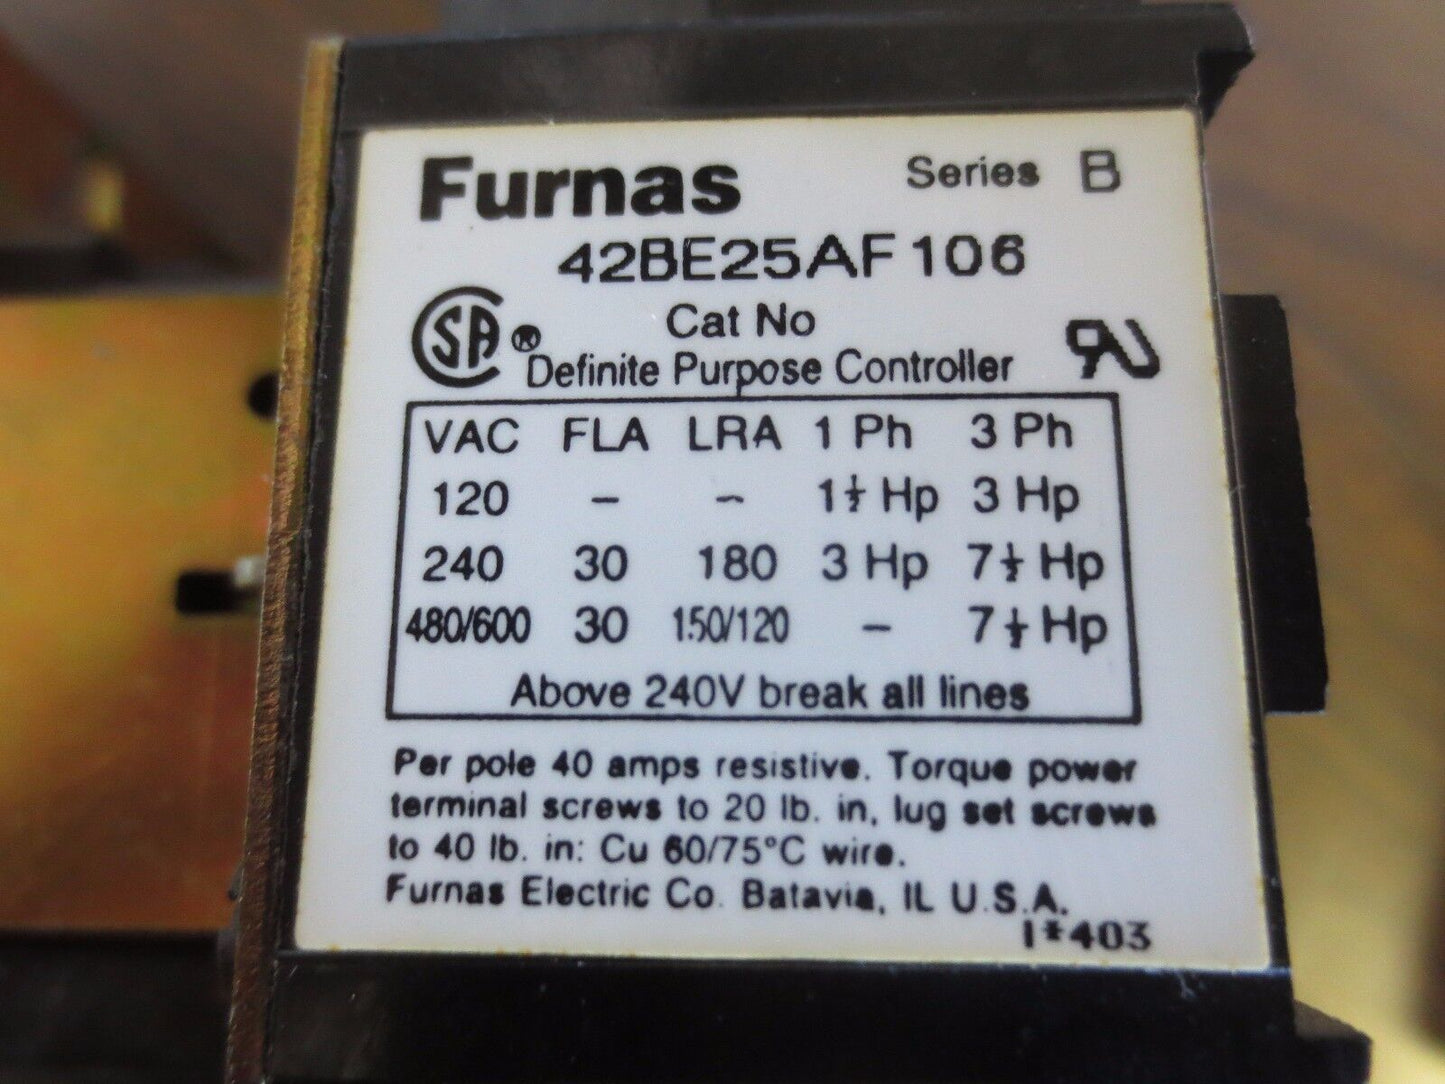 Furnas Series B
42BE25AF106
Cat No
SA ®
Definite Purpose Controller
RU
VAC FLA LRA 1 Ph 3 Ph
120 – – 1½ Hp 3 Hp
240 30 180 3 Hp 7½ Hp
480/600 30 150/120 – 7½ Hp
Above 240V break all lines
Per pole 40 amps resistive. Torque power
terminal screws to 20 lb. in, lug set screws
to 40 lb. in: Cu 60/75°C wire.
Furnas Electric Co. Batavia, IL U.S.A.
I*403